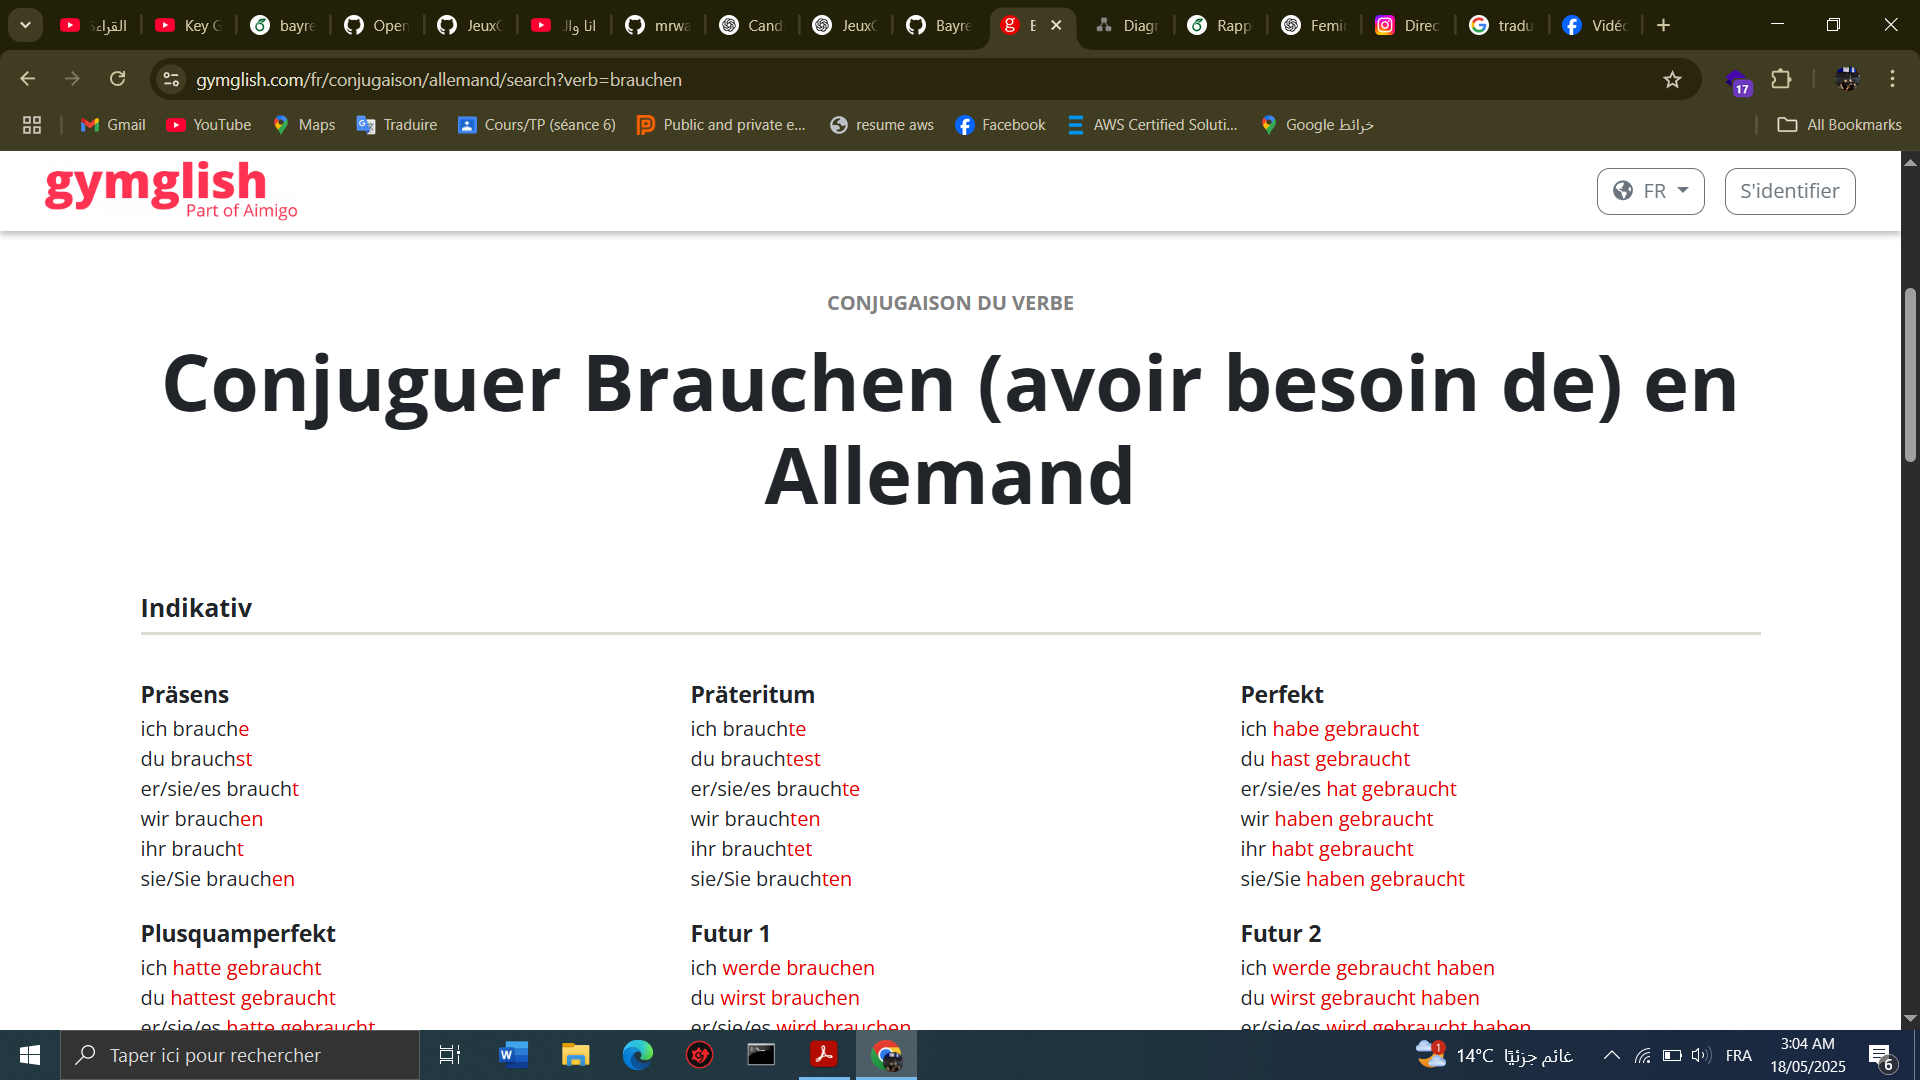 القراءة
Key G
bayre
Open
JeuxC
انا وال
mrwa
Cand
JeuxC
Bayre
E
Diagr
Rapp
Femi
Direc
tradu
Vidéo
gymglish.com/fr/conjugaison/allemand/search?verb=brauchen
17
Gmail
YouTube
Maps
Traduire
Cours/TP (séance 6)
Public and private e...
resume aws
Facebook
AWS Certified Soluti...
Google خرائط
All Bookmarks
gymglish
Part of Aimigo
FR
S'identifier
CONJUGAISON DU VERBE
Conjuguer Brauchen (avoir besoin de) en
Allemand
Indikativ
Präsens
ich brauche
du brauchst
er/sie/es braucht
wir brauchen
ihr braucht
sie/Sie brauchen
Präteritum
ich brauchte
du brauchtest
er/sie/es brauchte
wir brauchten
ihr brauchtet
sie/Sie brauchten
Perfekt
ich habe gebraucht
du hast gebraucht
er/sie/es hat gebraucht
wir haben gebraucht
ihr habt gebraucht
sie/Sie haben gebraucht
Plusquamperfekt
ich hatte gebraucht
du hattest gebraucht
er/sie/es hatte gebraucht
Futur 1
ich werde brauchen
du wirst brauchen
er/sie/es wird brauchen
Futur 2
ich werde gebraucht haben
du wirst gebraucht haben
er/sie/es wird gebraucht haben
Taper ici pour rechercher
1
14°C غائم جزئيًا
FRA
3:04 AM
18/05/2025
6